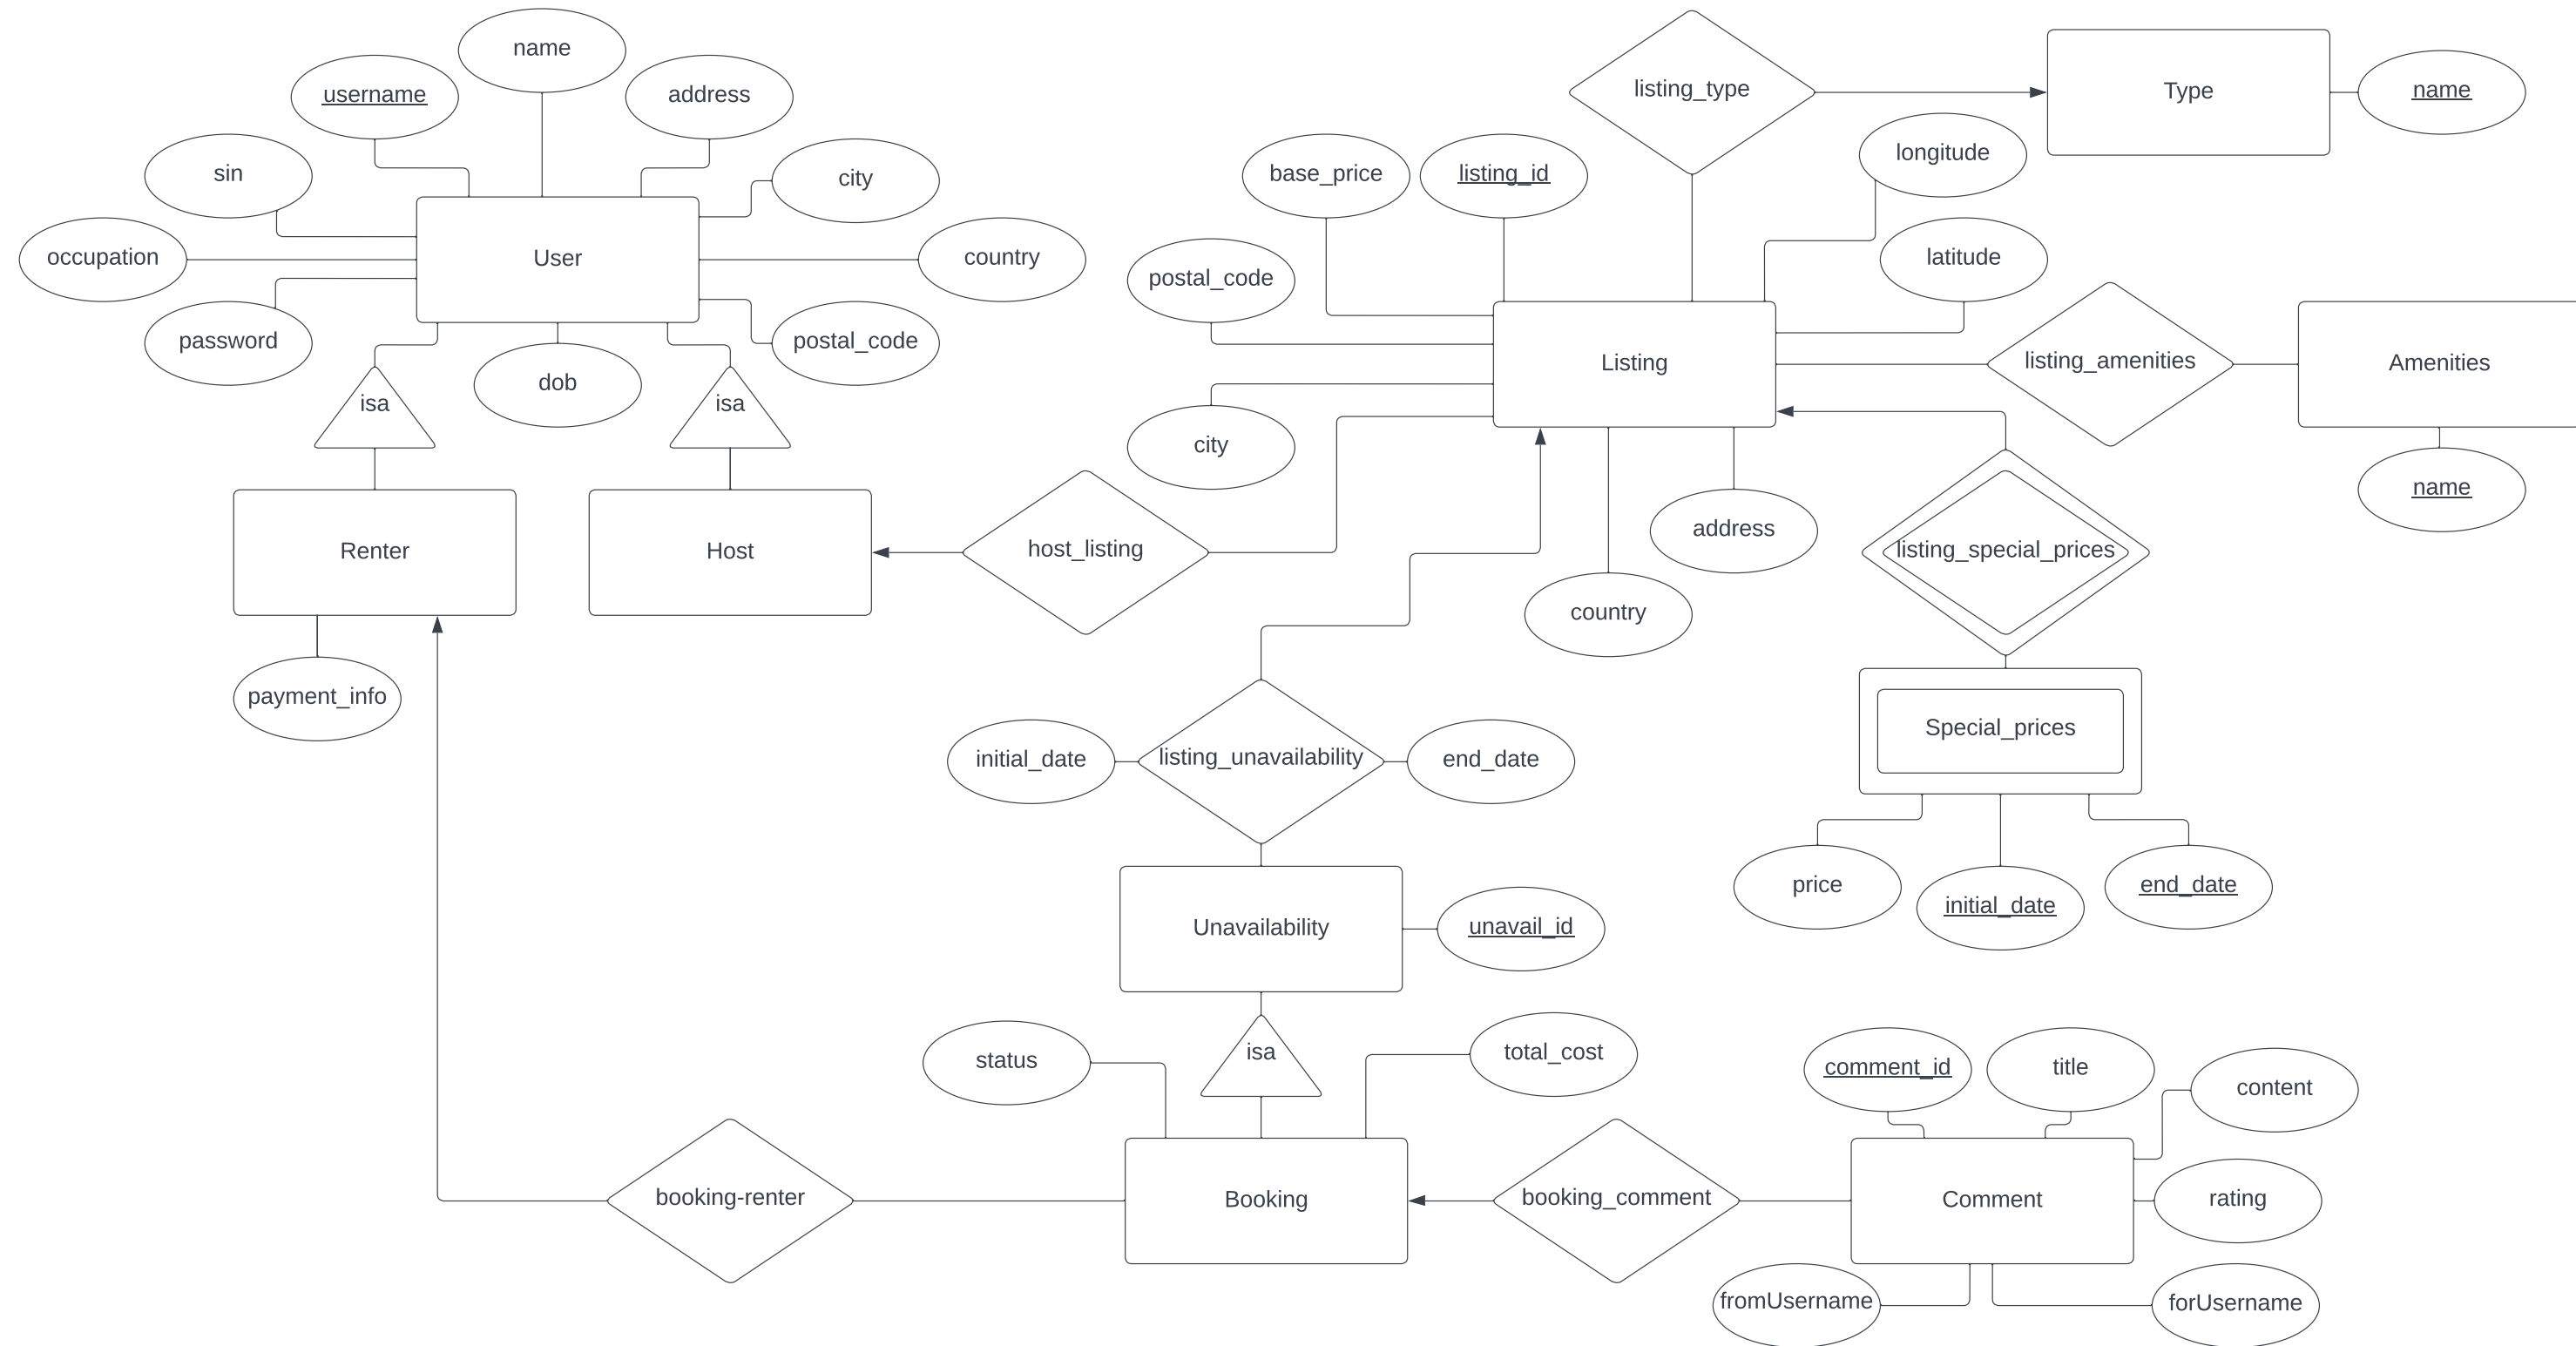 name
username
address
sin
city
occupation
User
country
password
postal_code
dob
isa
isa
Renter
Host
host_listing
payment_info
listing_type
Type
name
base_price
listing_id
longitude
postal_code
latitude
Listing
listing_amenities
Amenities
city
name
address
country
listing_special_prices
Special_prices
price
initial_date
end_date
initial_date
listing_unavailability
end_date
Unavailability
unavail_id
isa
status
total_cost
booking-renter
Booking
booking_comment
Comment
comment_id
title
content
rating
fromUsername
forUsername